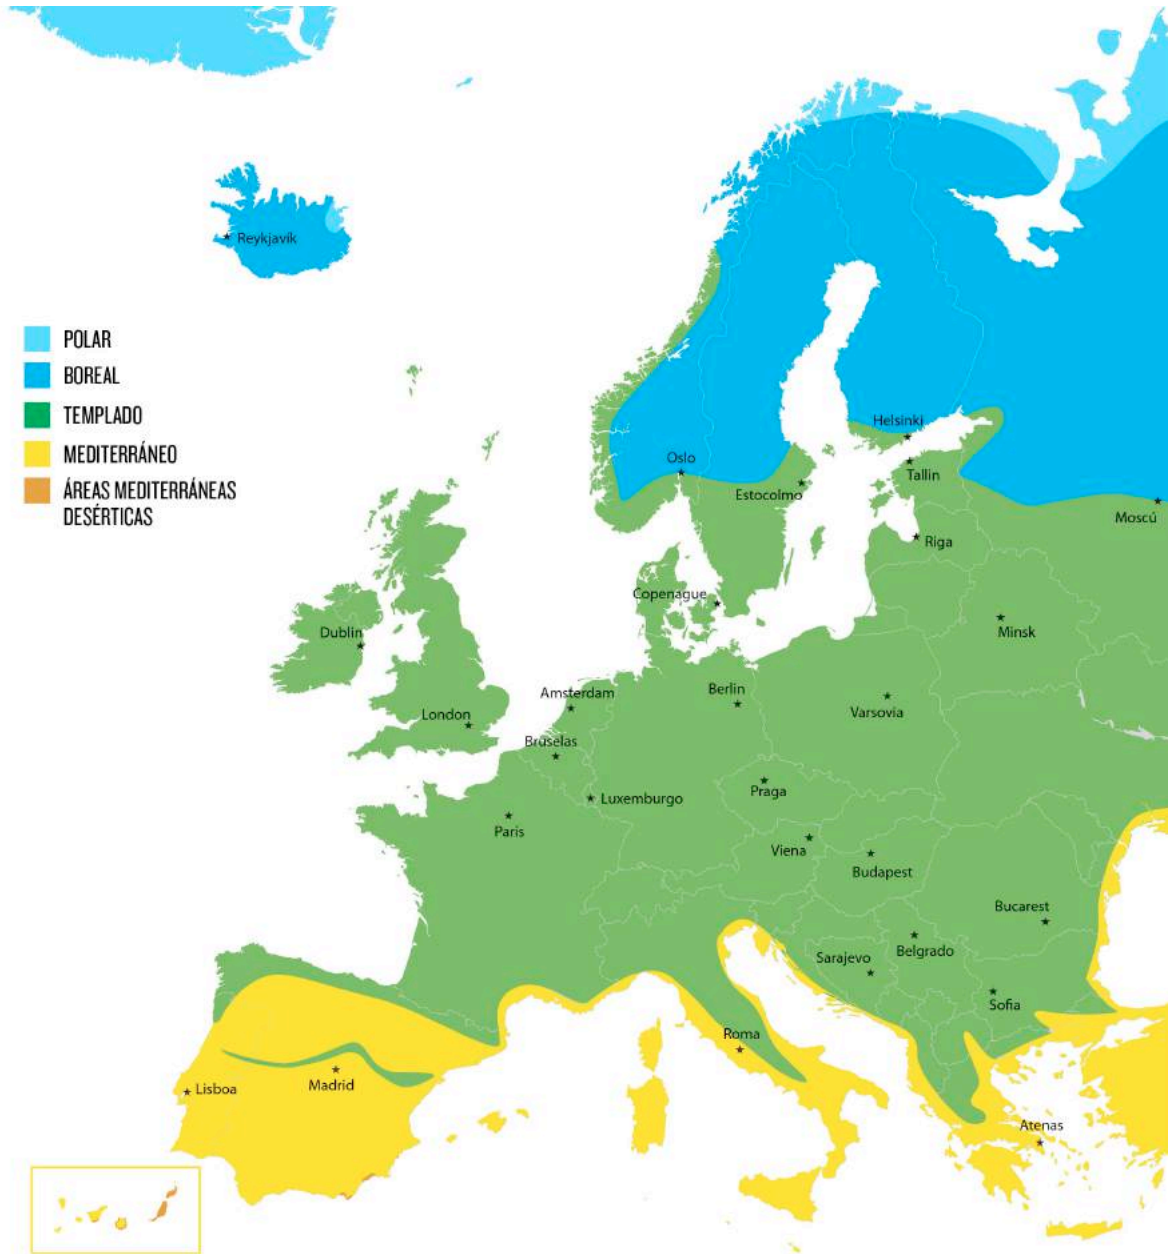 Reykjavík
POLAR
BOREAL
TEMPLADO
MEDITERRÁNEO
ÁREAS MEDITERRÁNEAS
DESÉRTICAS
Helsinki
Oslo
Tallin
Estocolmo
Moscú
Riga
Copenague
Minsk
Dublin
Amsterdam
Berlin
London
Varsovia
Bruselas
Praga
Luxemburgo
Paris
Viena
Budapest
Bucarest
Belgrado
Sarajevo
Sofia
Roma
Madrid
Lisboa
Atenas